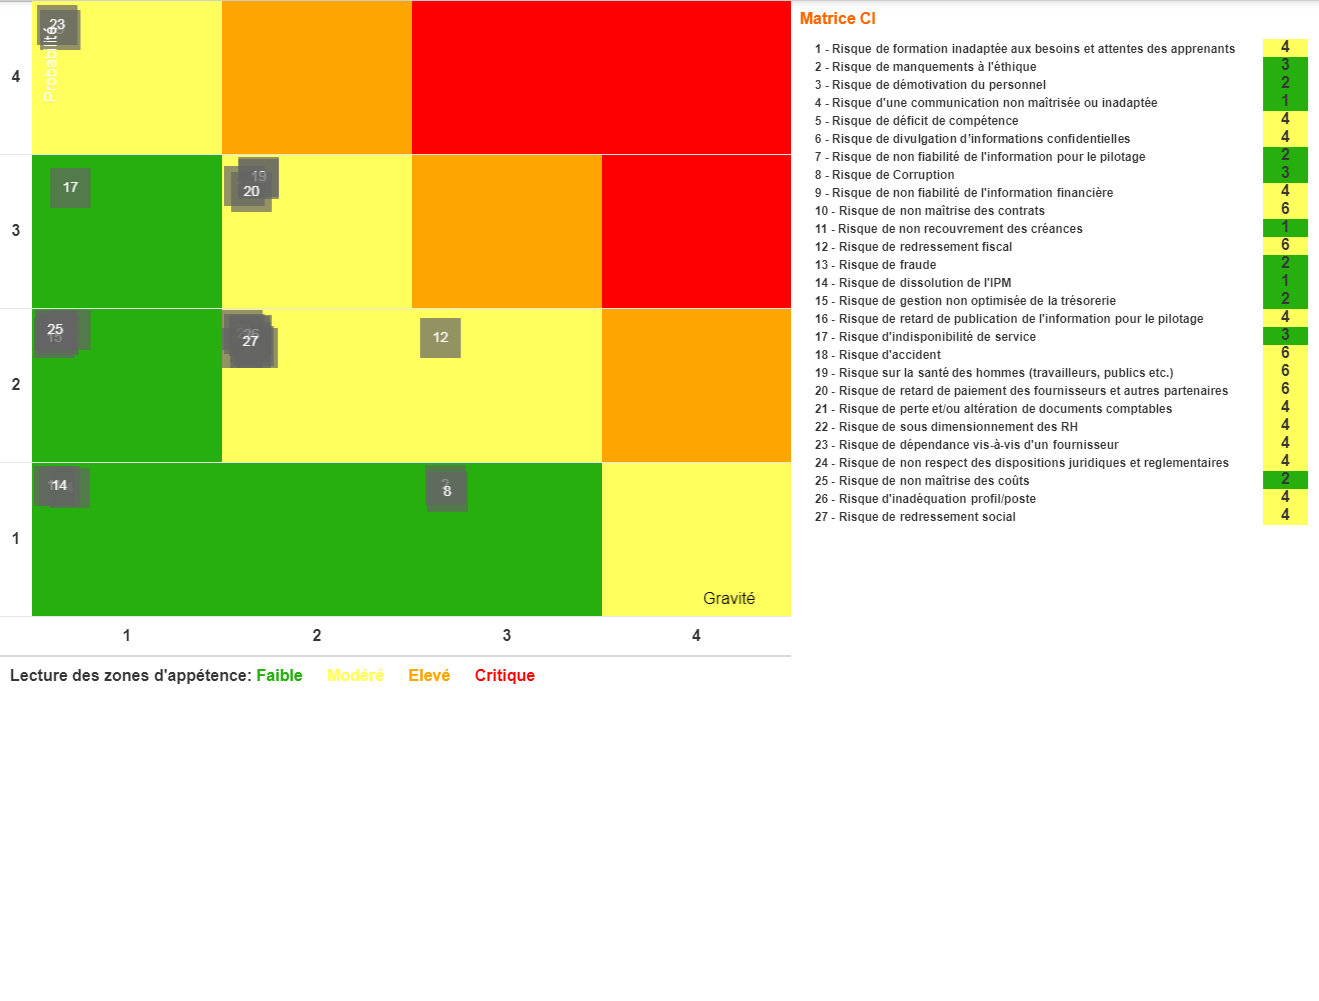 23
Probabilité
4
17
19
20
3
25
15
26
27
12
2
14
2
8
1
Gravité
1
2
3
4
Lecture des zones d'appétence: Faible Modéré Elevé Critique
Matrice CI
1 - Risque de formation inadaptée aux besoins et attentes des apprenants 4
2 - Risque de manquements à l'éthique 3
3 - Risque de démotivation du personnel 2
4 - Risque d'une communication non maîtrisée ou inadaptée 1
5 - Risque de déficit de compétence 4
6 - Risque de divulgation d’informations confidentielles 4
7 - Risque de non fiabilité de l'information pour le pilotage 2
8 - Risque de Corruption 3
9 - Risque de non fiabilité de l'information financière 4
10 - Risque de non maîtrise des contrats 6
11 - Risque de non recouvrement des créances 1
12 - Risque de redressement fiscal 6
13 - Risque de fraude 2
14 - Risque de dissolution de l'IPM 1
15 - Risque de gestion non optimisée de la trésorerie 2
16 - Risque de retard de publication de l'information pour le pilotage 4
17 - Risque d'indisponibilité de service 3
18 - Risque d'accident 6
19 - Risque sur la santé des hommes (travailleurs, publics etc.) 6
20 - Risque de retard de paiement des fournisseurs et autres partenaires 6
21 - Risque de perte et/ou altération de documents comptables 4
22 - Risque de sous dimensionnement des RH 4
23 - Risque de dépendance vis-à-vis d'un fournisseur 4
24 - Risque de non respect des dispositions juridiques et reglementaires 4
25 - Risque de non maîtrise des coûts 2
26 - Risque d'inadéquation profil/poste 4
27 - Risque de redressement social 4